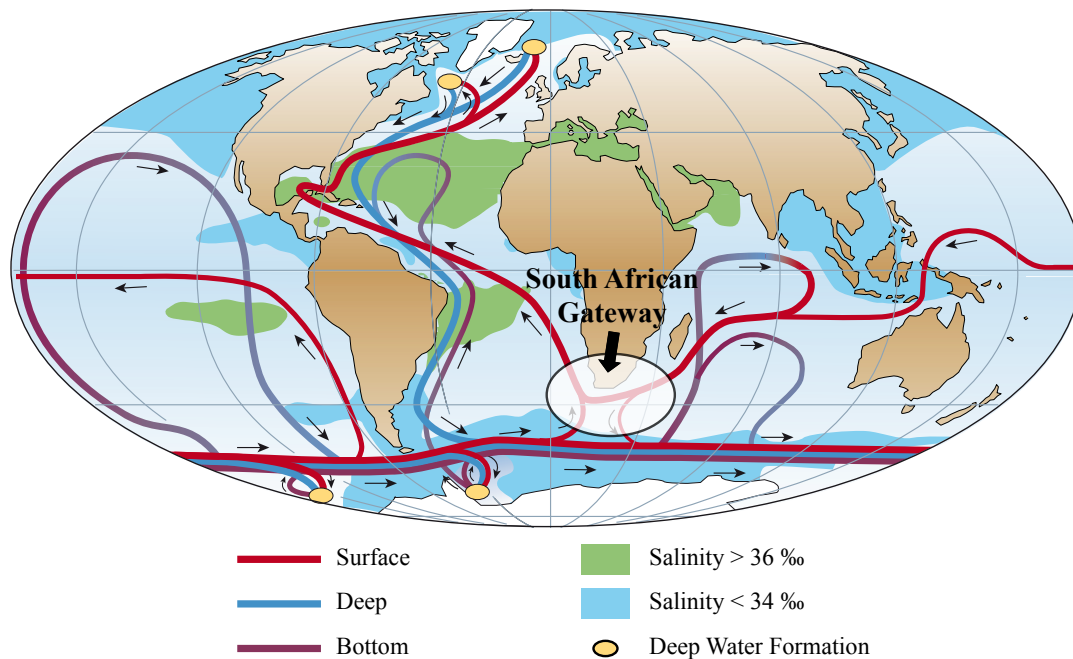 South African
Gateway
Surface
Salinity > 36 ‰
Deep
Salinity < 34 ‰
Bottom
Deep Water Formation